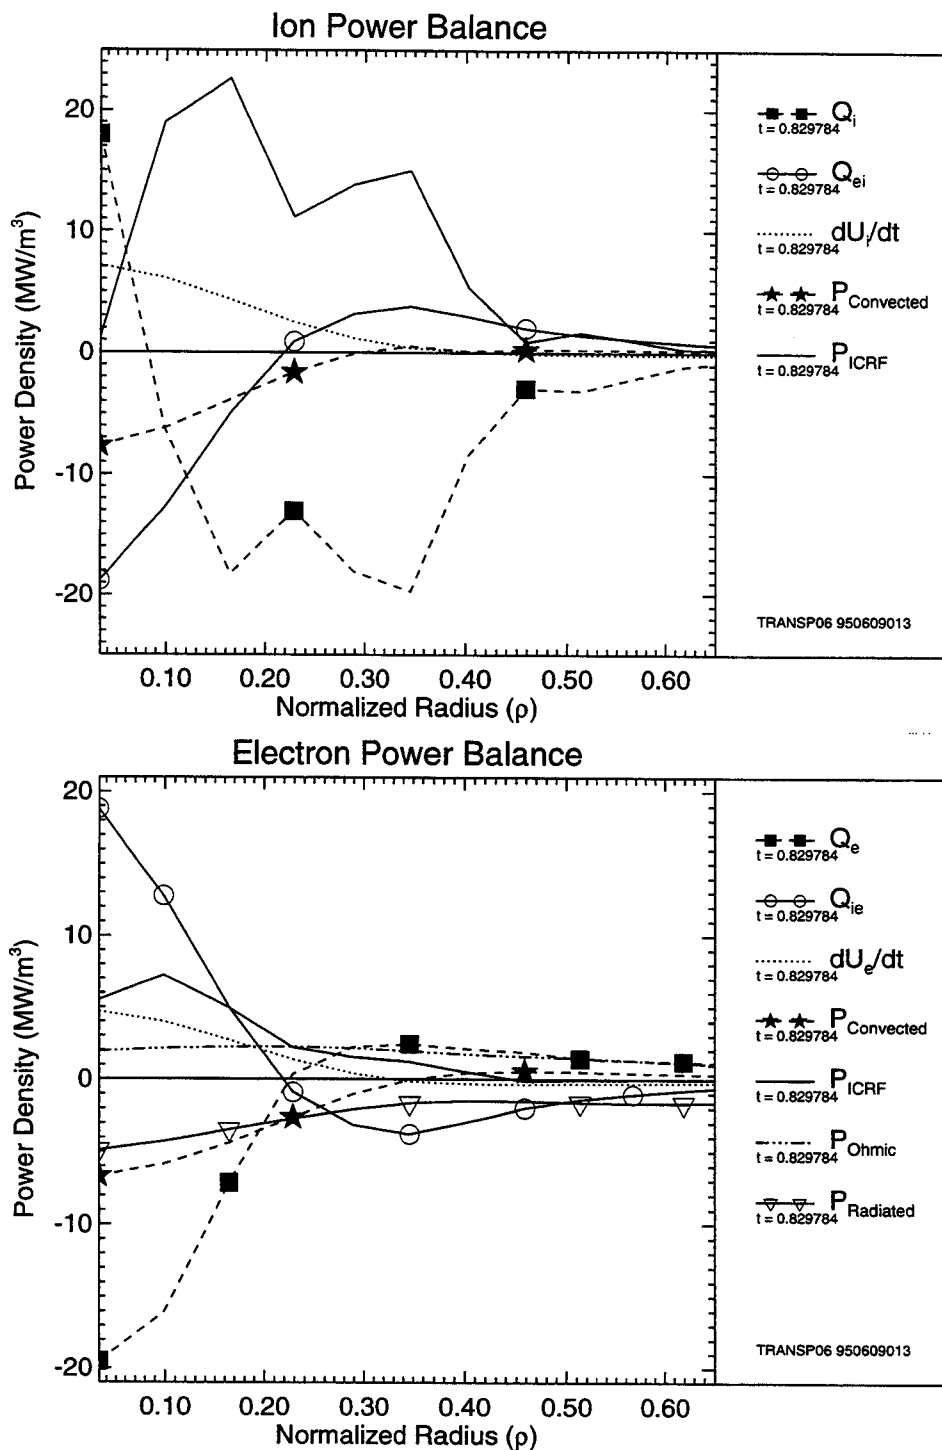 Ion Power Balance
Power Density (MW/m³)
20
10
0
-10
-20
0.10 0.20 0.30 0.40 0.50 0.60
Normalized Radius (ρ)
Qi
t = 0.829784
Qei
t = 0.829784
dUi/dt
t = 0.829784
PConvected
t = 0.829784
PICRF
t = 0.829784
TRANSP06 950609013
Electron Power Balance
Power Density (MW/m³)
20
10
0
-10
-20
0.10 0.20 0.30 0.40 0.50 0.60
Normalized Radius (ρ)
Qe
t = 0.829784
Qie
t = 0.829784
dUe/dt
t = 0.829784
PConvected
t = 0.829784
PICRF
t = 0.829784
POhmic
t = 0.829784
PRadiated
t = 0.829784
TRANSP06 950609013